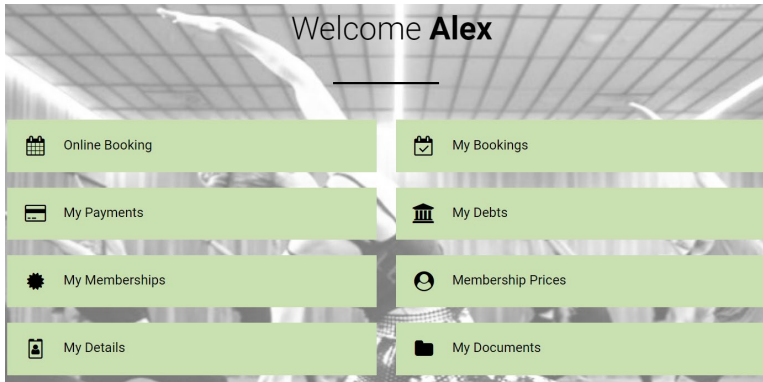 Welcome Alex
Online Booking
My Bookings
My Payments
My Debts
My Memberships
Membership Prices
My Details
My Documents